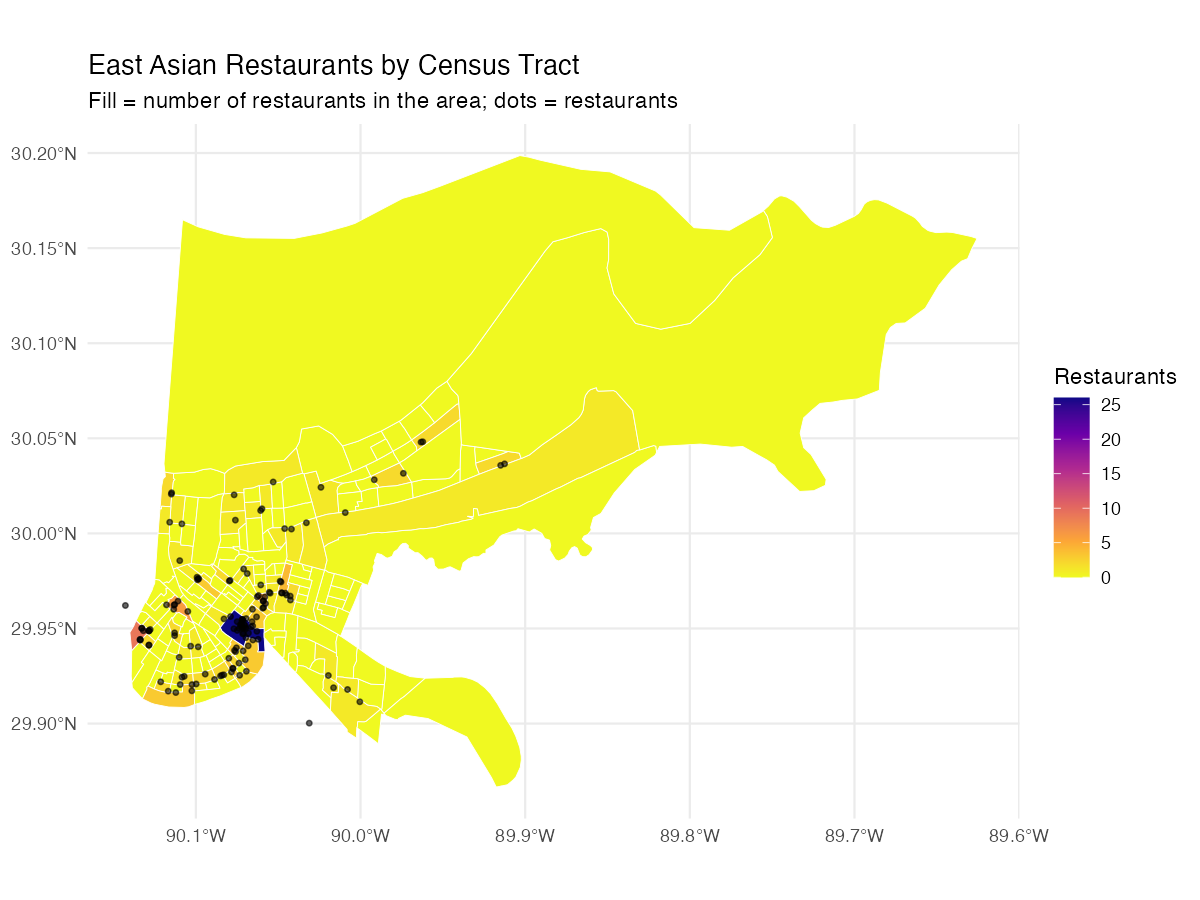 East Asian Restaurants by Census Tract
Fill = number of restaurants in the area; dots = restaurants
30.20°N
30.15°N
30.10°N
30.05°N
30.00°N
29.95°N
29.90°N
90.1°W
90.0°W
89.9°W
89.8°W
89.7°W
89.6°W
Restaurants
25
20
15
10
5
0